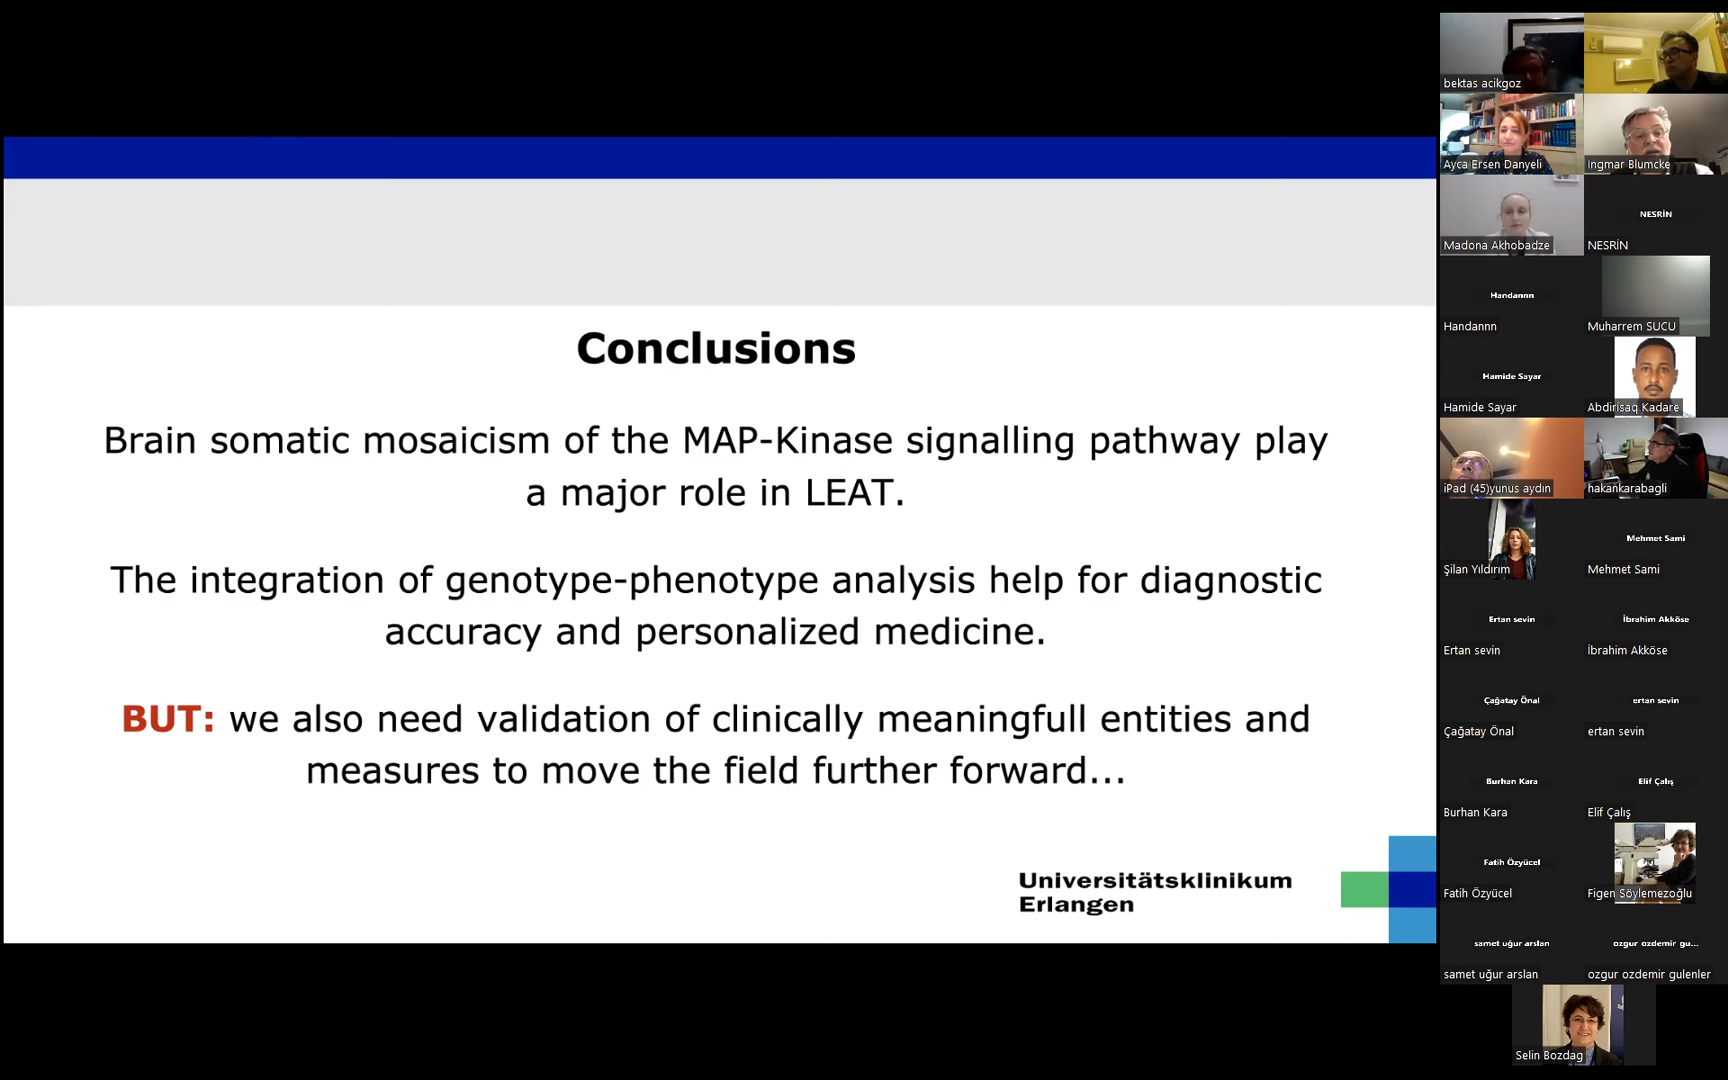 Conclusions
Brain somatic mosaicism of the MAP-Kinase signalling pathway play
a major role in LEAT.
The integration of genotype-phenotype analysis help for diagnostic
accuracy and personalized medicine.
BUT: we also need validation of clinically meaningfull entities and
measures to move the field further forward...
Universitätsklinikum
Erlangen
bektas acikgoz
Ayca Ersen Danyeli
Ingmar Blumcke
Madona Akhobadze
NESRİN
NESRİN
Handannn
Handannn
Muharrem SUCU
Hamide Sayar
Hamide Sayar
Abdirisaq Kadare
iPad (45)yunus aydın
hakankarabagli
Şilan Yıldırım
Mehmet Sami
Mehmet Sami
Ertan sevin
İbrahim Akköse
Ertan sevin
İbrahim Akköse
Çağatay Önal
ertan sevin
Çağatay Önal
ertan sevin
Burhan Kara
Elif Çalış
Burhan Kara
Elif Çalış
Fatih Özyücel
Fatih Özyücel
Figen Söylemezoğlu
samet uğur arslan
ozgur ozdemir gu...
samet uğur arslan
ozgur ozdemir gulenler
Selin Bozdag